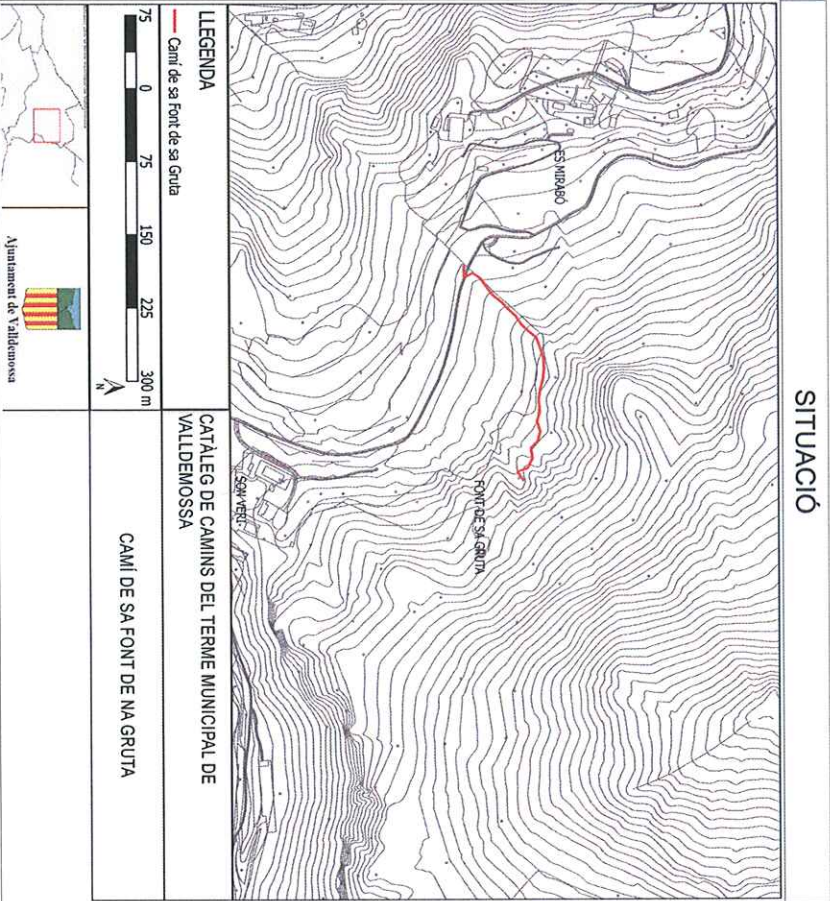 SITUACIÓ
ES MIRABÓ
FONT DE SA GRUTA
SON VERI
LLEGENDA
Camí de sa Font de sa Gruta
75 0 75 150 225 300 m
N
Ajuntament de Valldemossa
CATÀLEG DE CAMINS DEL TERME MUNICIPAL DE
VALLDEMOSSA
CAMÍ DE SA FONT DE NA GRUTA